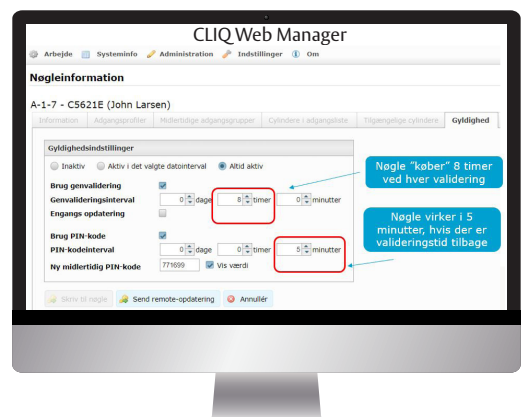 CLIQ Web Manager
Arbejde Systeminfo Administration Indstillinger Om
Nøgleinformation
A-1-7 - C5621E (John Larsen)
Information Adgangsprofiler Midlertidige adgangsgrupper Cylindere i adgangsliste Tilgængelige cylindere Gyldighed
Gyldighedsindstillinger
Inaktiv Aktiv i det valgte datointerval Altid aktiv
Brug genvalidering
Genvalideringsinterval 0 dage 8 timer 0 minutter
Engangs opdatering
Brug PIN-kode
PIN-kodeinterval 0 dage 0 timer 5 minutter
Ny midlertidig PIN-kode 771699 Vis værdi
Skriv til nøgle Send remote-opdatering Annullér
Nøgle "køber" 8 timer
ved hver validering
Nøgle virker i 5
minutter, hvis der er
valideringstid tilbage